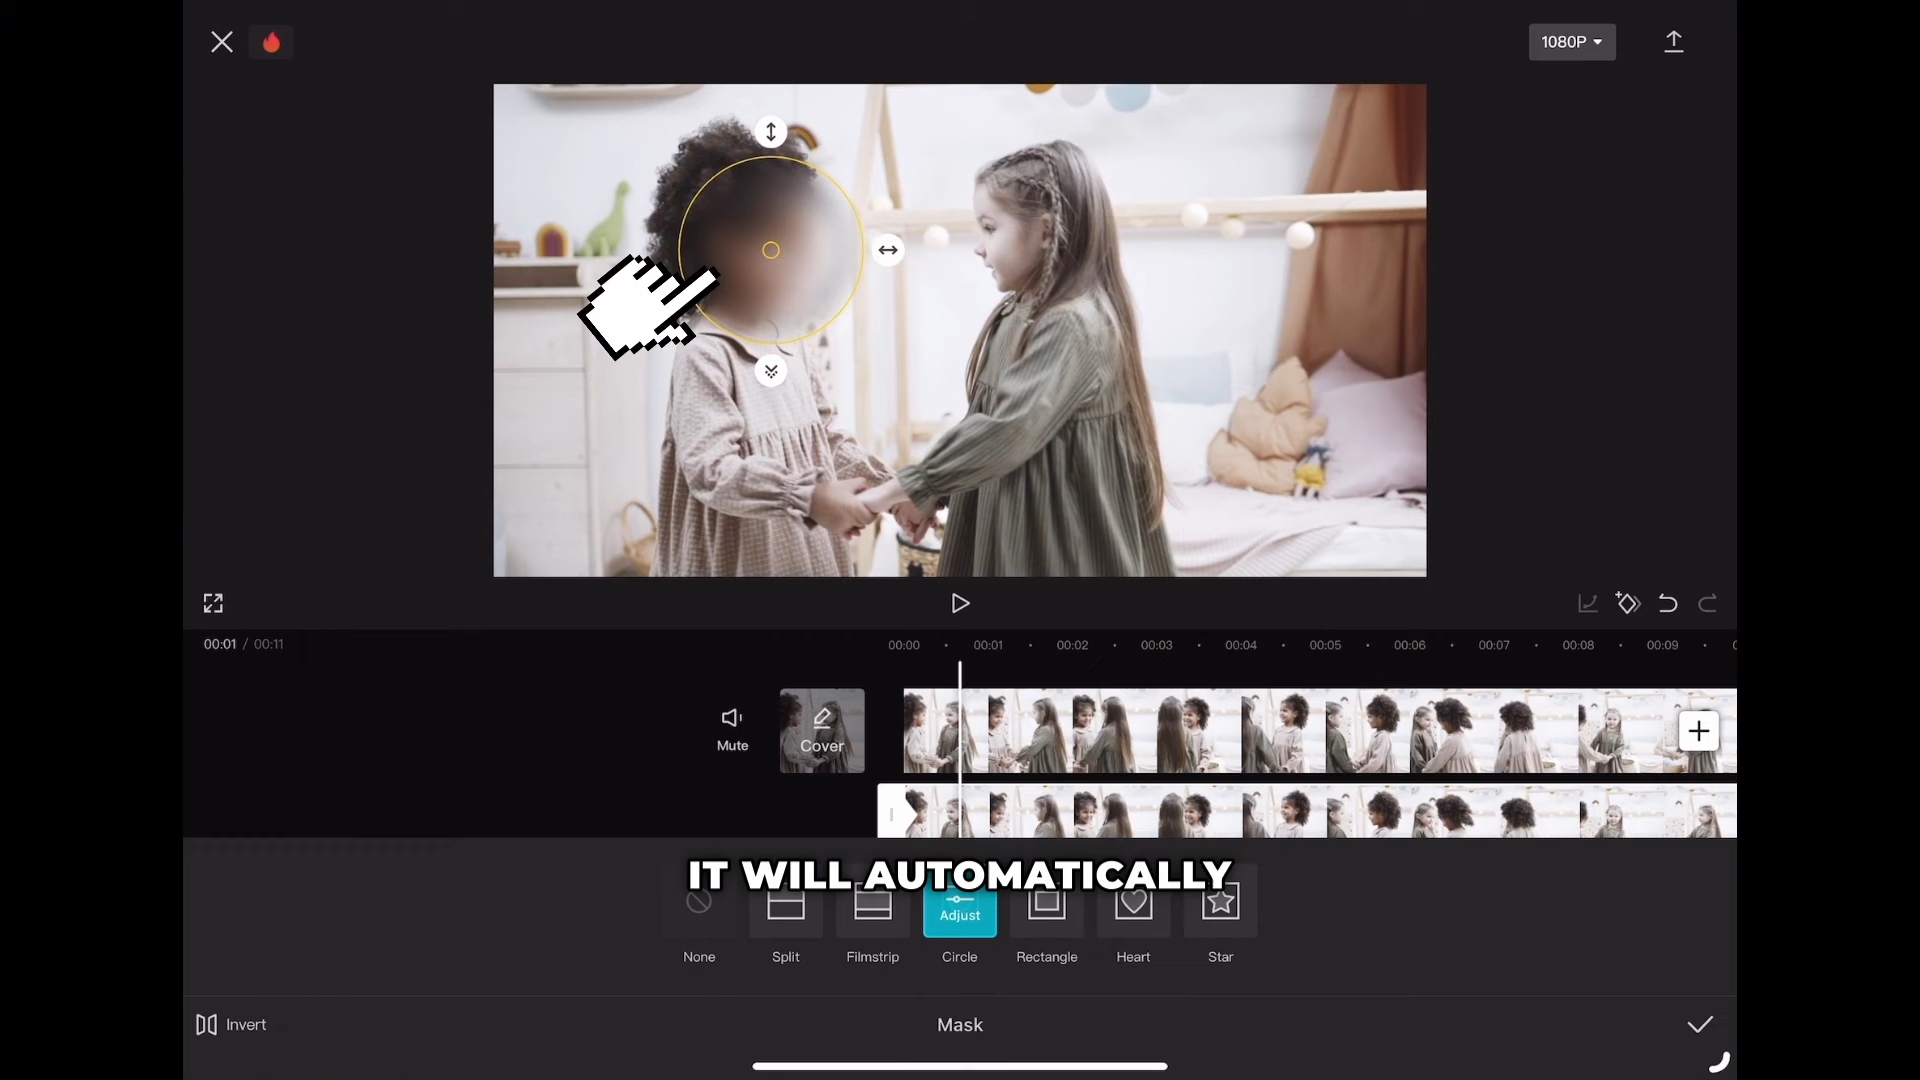 1080P
00:01 / 00:11
00:00 00:01 00:02 00:03 00:04 00:05 00:06 00:07 00:08 00:09
Mute
Cover
IT WILL AUTOMATICALLY
Adjust
None Split Filmstrip Circle Rectangle Heart Star
Invert
Mask